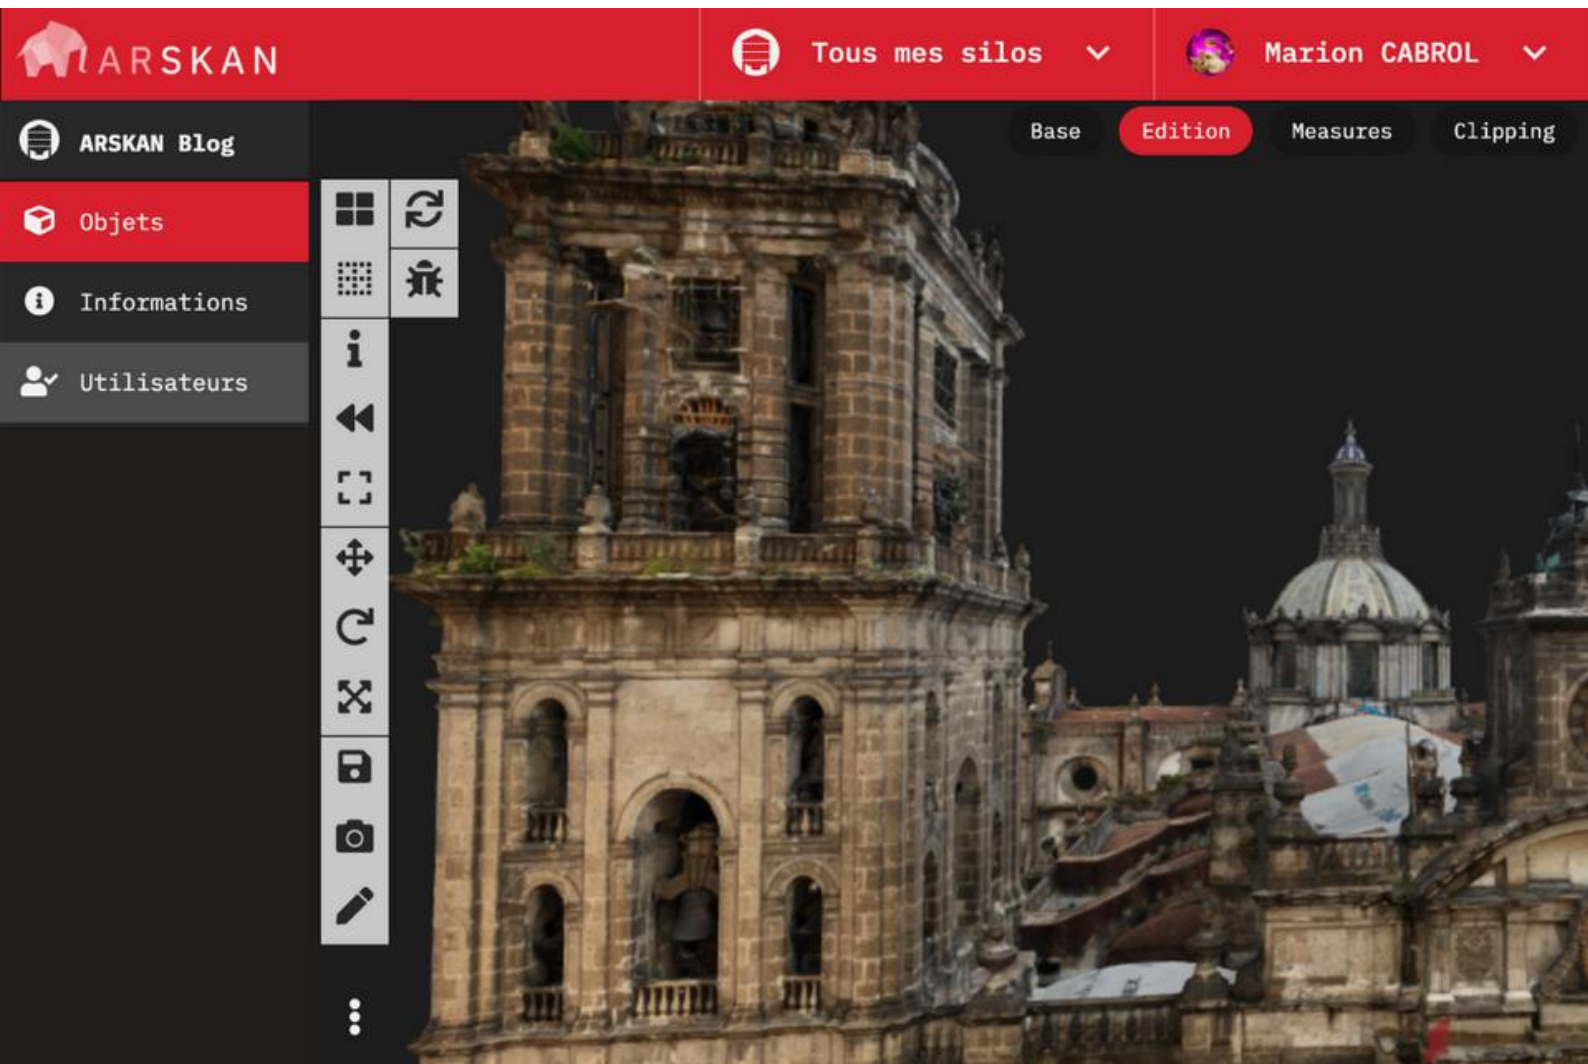 ARSKAN
Tous mes silos
Marion CABROL
ARSKAN Blog
Base
Edition
Measures
Clipping
Objets
Informations
Utilisateurs